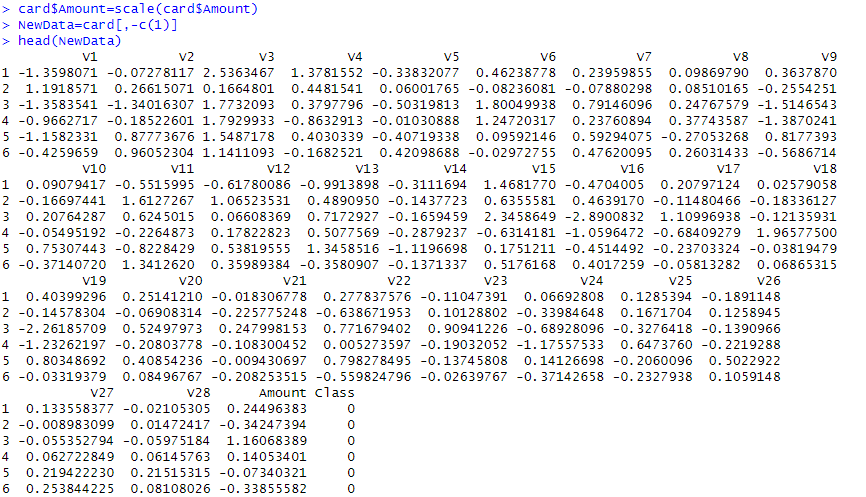 > card$Amount=scale(card$Amount)
> NewData=card[,-c(1)]
> head(NewData)
V1 V2 V3 V4 V5 V6 V7 V8 V9
1 -1.3598071 -0.07278117 2.5363467 1.3781552 -0.33832077 0.46238778 0.23959855 0.09869790 0.3637870
2 1.1918571 0.26615071 0.1664801 0.4481541 0.06001765 -0.08236081 -0.07880298 0.08510165 -0.2554251
3 -1.3583541 -1.34016307 1.7732093 0.3797796 -0.50319813 1.80049938 0.79146096 0.24767579 -1.5146543
4 -0.9662717 -0.18522601 1.7929933 -0.8632913 -0.01030888 1.24720317 0.23760894 0.37743587 -1.3870241
5 -1.1582331 0.87773676 1.5487178 0.4030339 -0.40719338 0.09592146 0.59294075 -0.27053268 0.8177393
6 -0.4259659 0.96052304 1.1411093 -0.1682521 0.42098688 -0.02972755 0.47620095 0.26031433 -0.5686714
V10 V11 V12 V13 V14 V15 V16 V17 V18
1 0.09079417 -0.5515995 -0.61780086 -0.9913898 -0.3111694 1.4681770 -0.4704005 0.20797124 0.02579058
2 -0.16697441 1.6127267 1.06523531 0.4890950 -0.1437723 0.6355581 0.4639170 -0.11480466 -0.18336127
3 0.20764287 0.6245015 0.06608369 0.7172927 -0.1659459 2.3458649 -2.8900832 1.10996938 -0.12135931
4 -0.05495192 -0.2264873 0.17822823 0.5077569 -0.2879237 -0.6314181 -1.0596472 -0.68409279 1.96577500
5 0.75307443 -0.8228429 0.53819555 1.3458516 -1.1196698 0.1751211 -0.4514492 -0.23703324 -0.03819479
6 -0.37140720 1.3412620 0.35989384 -0.3580907 -0.1371337 0.5176168 0.4017259 -0.05813282 0.06865315
V19 V20 V21 V22 V23 V24 V25 V26
1 0.40399296 0.25141210 -0.018306778 0.277837576 -0.11047391 0.06692808 0.1285394 -0.1891148
2 -0.14578304 -0.06908314 -0.225775248 -0.638671953 0.10128802 -0.33984648 0.1671704 0.1258945
3 -2.26185709 0.52497973 0.247998153 0.771679402 0.90941226 -0.68928096 -0.3276418 -0.1390966
4 -1.23262197 -0.20803778 -0.108300452 0.005273597 -0.19032052 -1.17557533 0.6473760 -0.2219288
5 0.80348692 0.40854236 -0.009430697 0.798278495 -0.13745808 0.14126698 -0.2060096 0.5022922
6 -0.03319379 0.08496767 -0.208253515 -0.559824796 -0.02639767 -0.37142658 -0.2327938 0.1059148
V27 V28 Amount Class
1 0.133558377 -0.02105305 0.24496383 0
2 -0.008983099 0.01472417 -0.34247394 0
3 -0.055352794 -0.05975184 1.16068389 0
4 0.062722849 0.06145763 0.14053401 0
5 0.219422230 0.21515315 -0.07340321 0
6 0.253844225 0.08108026 -0.33855582 0